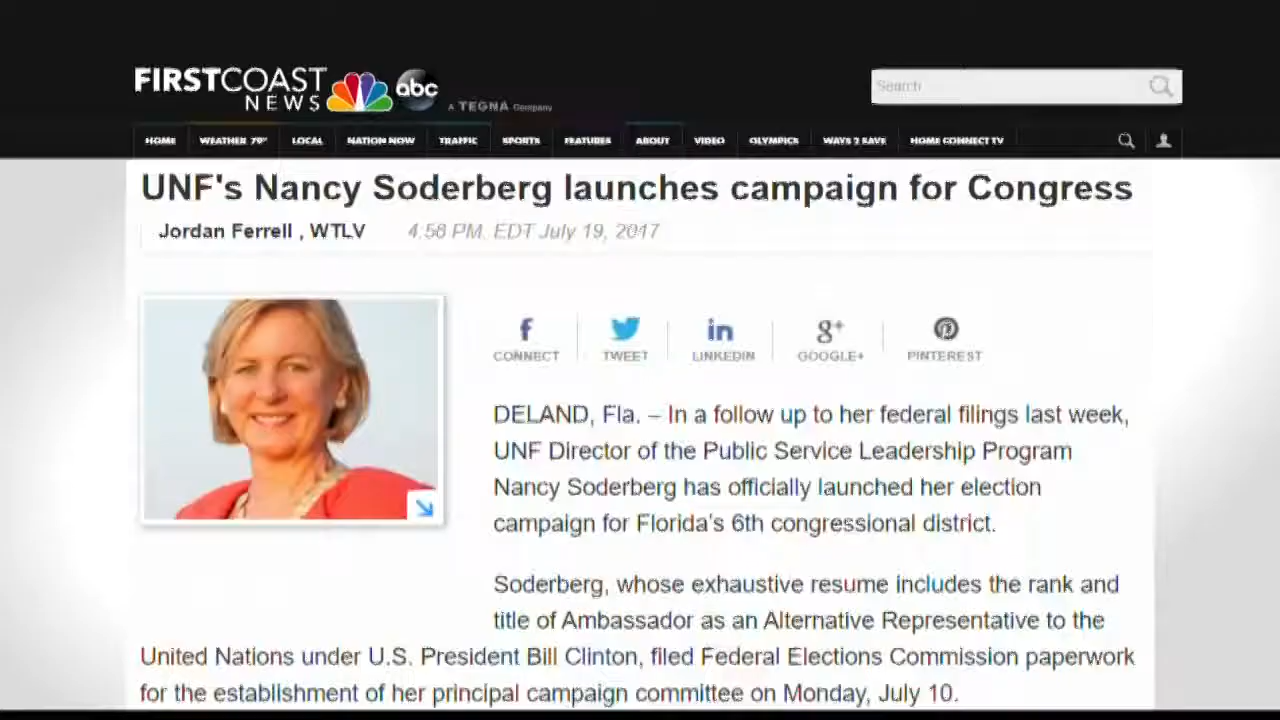 FIRSTCOAST
NEWS
abc
A TEGNA Company
Search
HOME WEATHER 79° LOCAL NATION NOW TRAFFIC SPORTS FEATURES ABOUT VIDEO OLYMPICS WAYS 2 SAVE HOME CONNECT TV
UNF's Nancy Soderberg launches campaign for Congress
Jordan Ferrell , WTLV 4:58 PM. EDT July 19, 2017
f in g+
CONNECT TWEET LINKEDIN GOOGLE+ PINTEREST
DELAND, Fla. – In a follow up to her federal filings last week,
UNF Director of the Public Service Leadership Program
Nancy Soderberg has officially launched her election
campaign for Florida's 6th congressional district.
Soderberg, whose exhaustive resume includes the rank and
title of Ambassador as an Alternative Representative to the
United Nations under U.S. President Bill Clinton, filed Federal Elections Commission paperwork
for the establishment of her principal campaign committee on Monday, July 10.